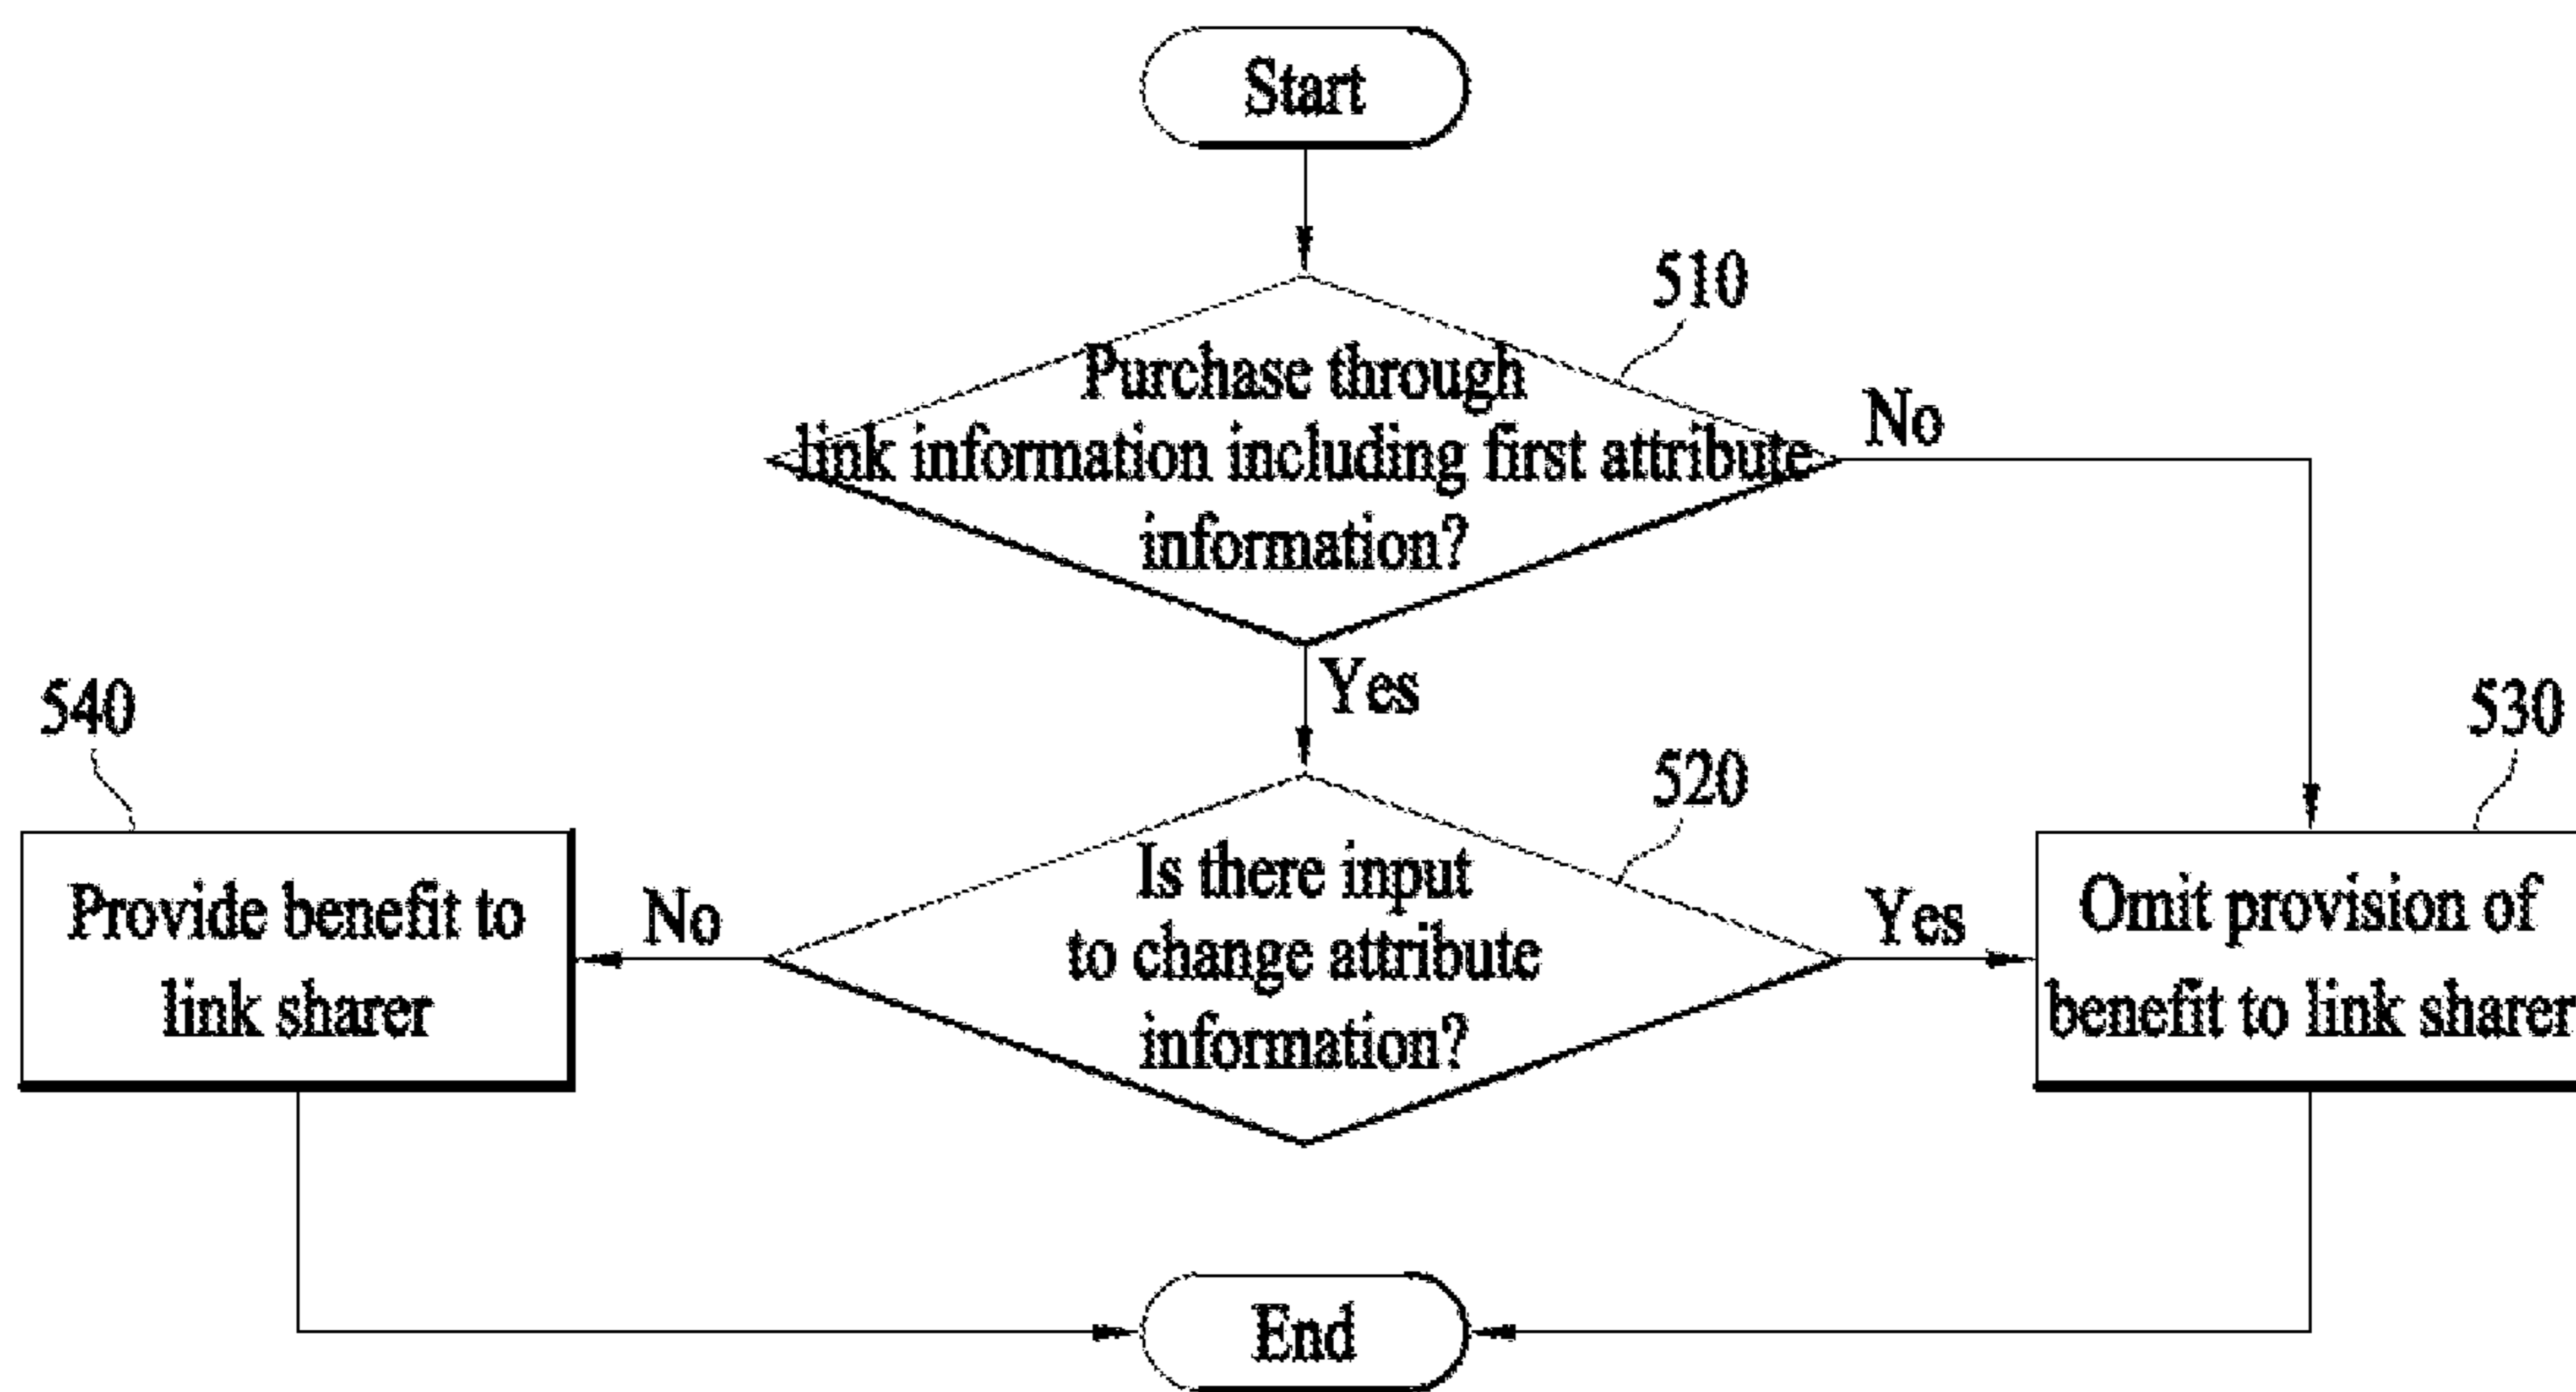 Start
510
Purchase through
link information including first attribute
information?
No
Yes
540
530
520
Provide benefit to
link sharer
No
Is there input
to change attribute
information?
Yes
Omit provision of
benefit to link sharer
End